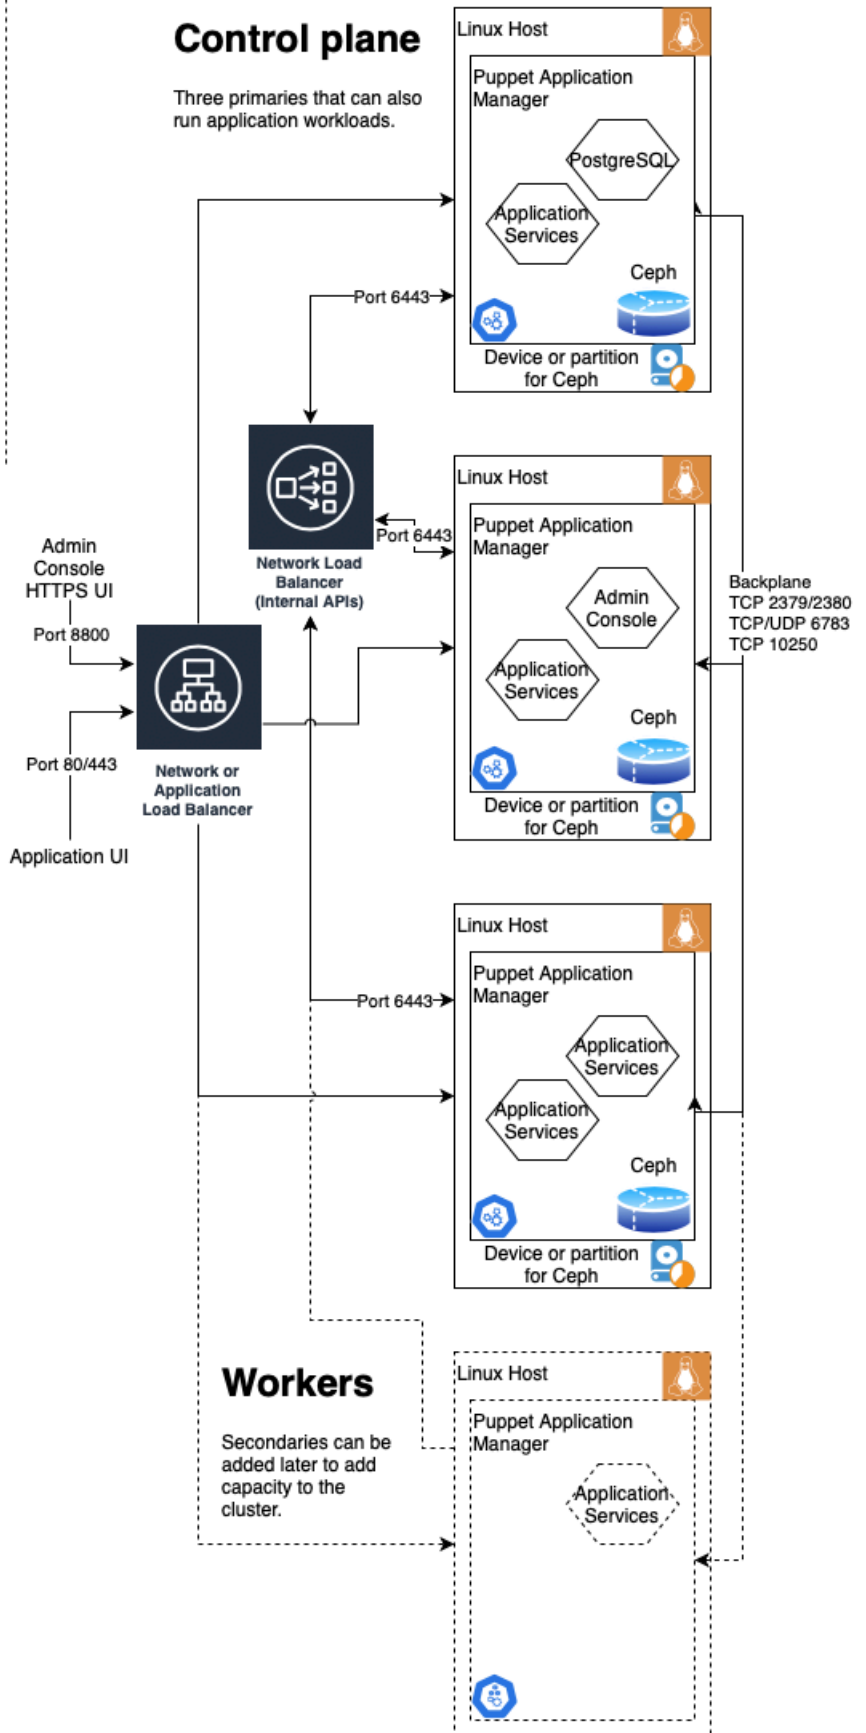 Control plane
Three primaries that can also
run application workloads.
Linux Host
Puppet Application
Manager
PostgreSQL
Application
Services
Ceph
Port 6443
Device or partition
for Ceph
Linux Host
Puppet Application
Manager
Port 6443
Admin
Console
HTTPS UI
Network Load
Balancer
(Internal APIs)
Admin
Console
Backplane
TCP 2379/2380
TCP/UDP 6783
TCP 10250
Port 8800
Application
Services
Ceph
Port 80/443
Network or
Application
Load Balancer
Device or partition
for Ceph
Application UI
Linux Host
Puppet Application
Manager
Port 6443
Application
Services
Application
Services
Ceph
Device or partition
for Ceph
Workers
Secondaries can be
added later to add
capacity to the
cluster.
Linux Host
Puppet Application
Manager
Application
Services